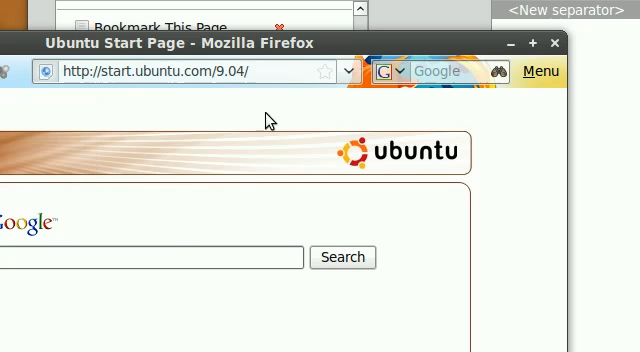 <New separator>
Bookmark This Page
Ubuntu Start Page - Mozilla Firefox
http://start.ubuntu.com/9.04/
G Google Menu
ubuntu
Google™
Search